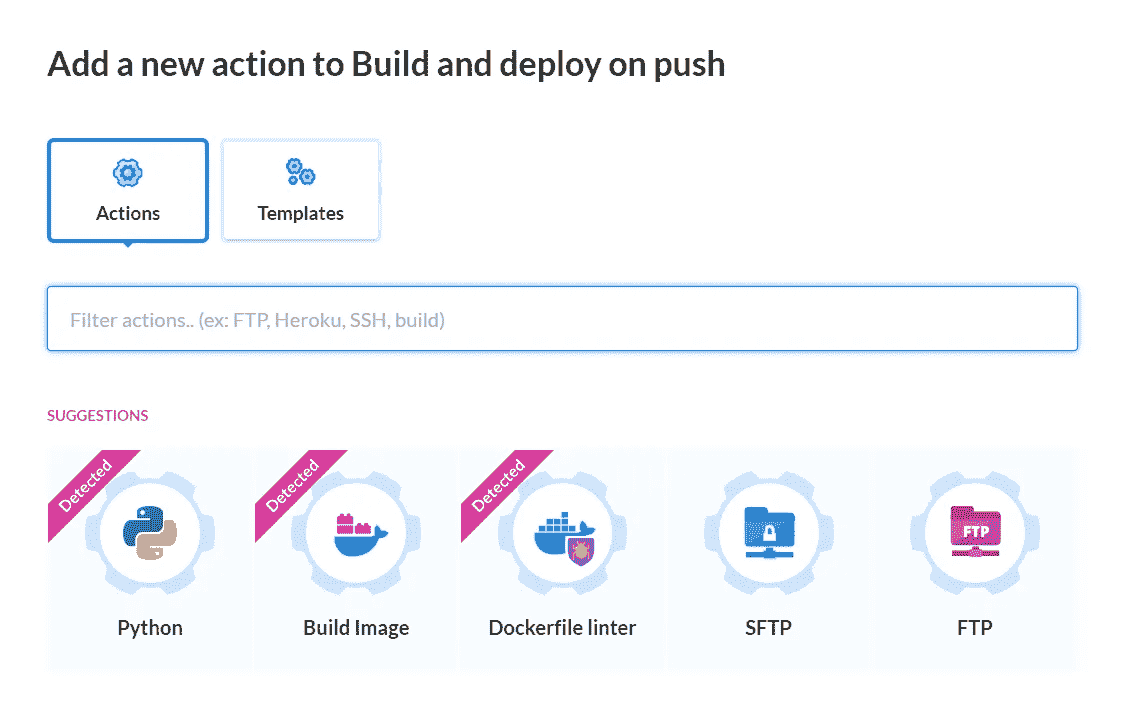 Add a new action to Build and deploy on push
Actions
Templates
Filter actions.. (ex: FTP, Heroku, SSH, build)
SUGGESTIONS
Detected
Detected
Detected
FTP
Python
Build Image
Dockerfile linter
SFTP
FTP